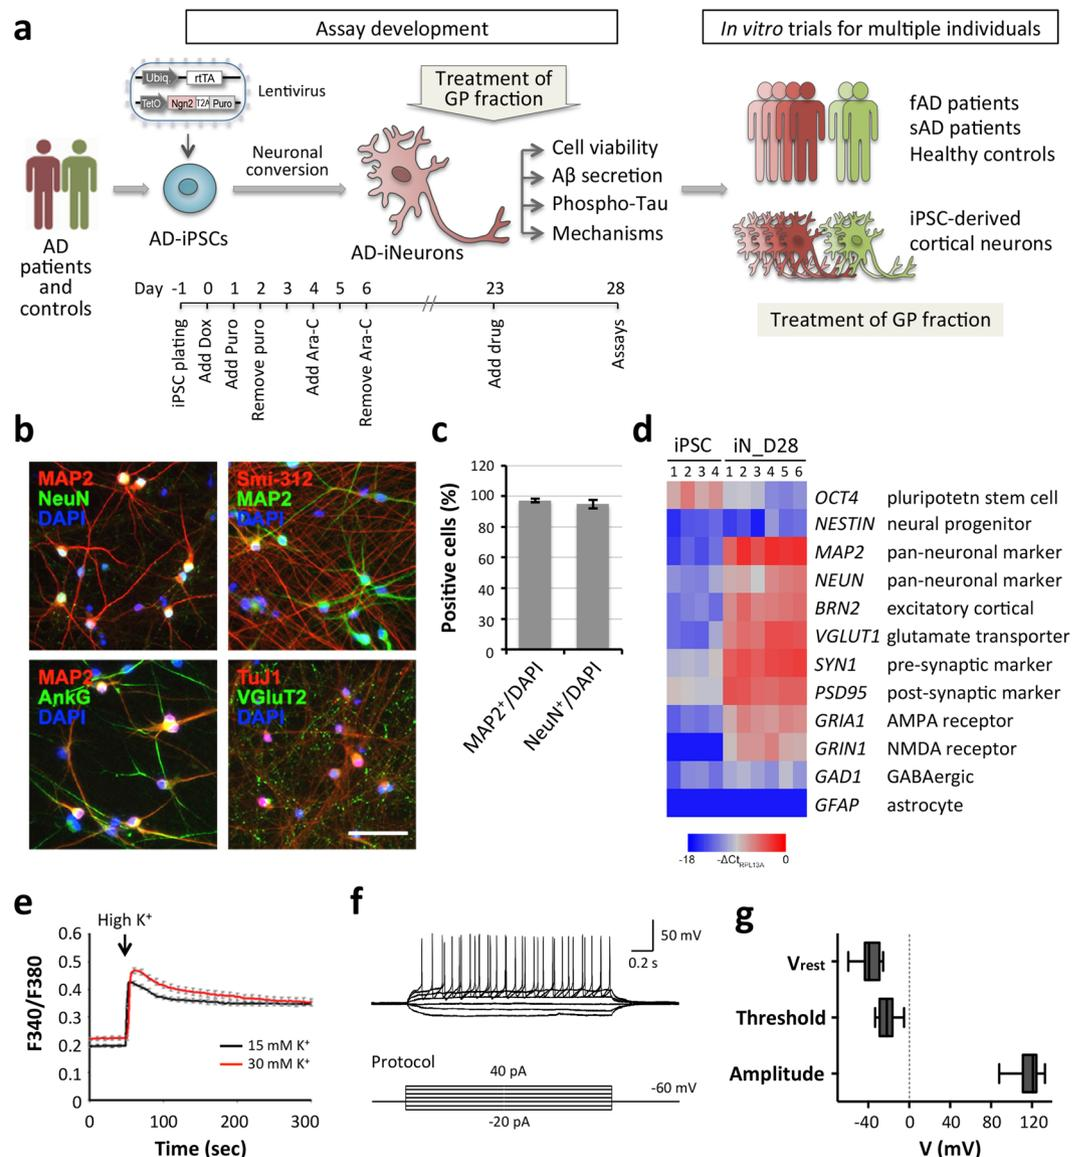 a
Assay development
In vitro trials for multiple individuals
Ubiq. rtTA
TetO Ngn2 T2A Puro
Lentivirus
Treatment of
GP fraction
Neuronal
conversion
Cell viability
Aβ secretion
Phospho-Tau
Mechanisms
fAD patients
sAD patients
Healthy controls
iPSC-derived
cortical neurons
AD
patients
and
controls
AD-iPSCs
AD-iNeurons
Treatment of GP fraction
Day -1 0 1 2 3 4 5 6 23 28
iPSC plating
Add Dox
Add Puro
Remove puro
Add Ara-C
Remove Ara-C
Add drug
Assays
b
MAP2
NeuN
DAPI
Smi-312
MAP2
DAPI
MAP2
AnkG
DAPI
TuJ1
VGluT2
DAPI
c
Positive cells (%)
120
100
80
60
40
30
0
MAP2+/DAPI
NeuN+/DAPI
d
iPSC iN_D28
1 2 3 4 1 2 3 4 5 6
OCT4 pluripotetn stem cell
NESTIN neural progenitor
MAP2 pan-neuronal marker
NEUN pan-neuronal marker
BRN2 excitatory cortical
VGLUT1 glutamate transporter
SYN1 pre-synaptic marker
PSD95 post-synaptic marker
GRIA1 AMPA receptor
GRIN1 NMDA receptor
GAD1 GABAergic
GFAP astrocyte
-18 -ΔCt RPL13A 0
e
High K+
F340/F380
0.6
0.5
0.4
0.3
0.2
0.1
0
15 mM K+
30 mM K+
0 100 200 300
Time (sec)
f
50 mV
0.2 s
Protocol
40 pA
-60 mV
-20 pA
g
Vrest
Threshold
Amplitude
-40 0 40 80 120
V (mV)